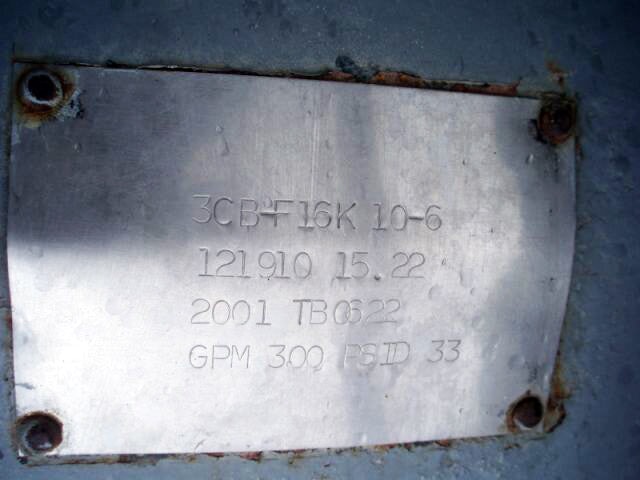 3CB-F16K 10-6
121910 15.22
2001 TB0622
GPM 300 PSID 33